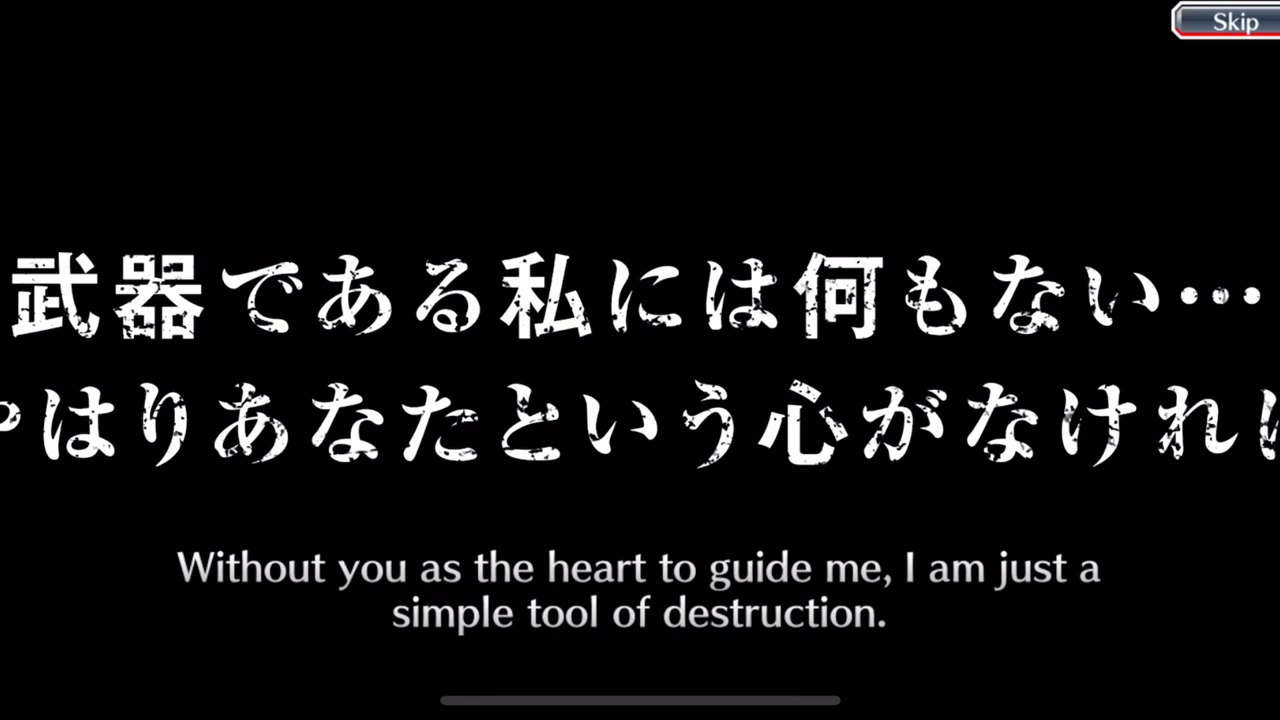 Skip
武器である私には何もない…
やはりあなたという心がなければ
Without you as the heart to guide me, I am just a
simple tool of destruction.